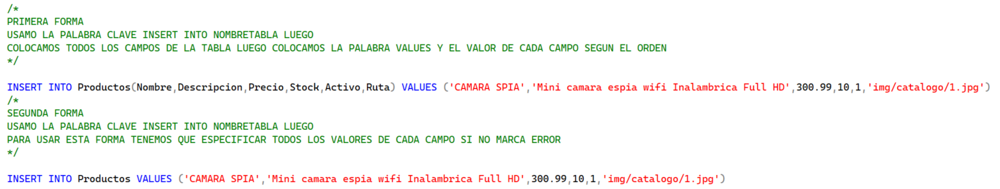 /*
PRIMERA FORMA
USAMO LA PALABRA CLAVE INSERT INTO NOMBRETABLA LUEGO
COLOCAMOS TODOS LOS CAMPOS DE LA TABLA LUEGO COLOCAMOS LA PALABRA VALUES Y EL VALOR DE CADA CAMPO SEGUN EL ORDEN
*/
INSERT INTO Productos(Nombre,Descripcion,Precio,Stock,Activo,Ruta) VALUES ('CAMARA SPIA','Mini camara espia wifi Inalambrica Full HD',300.99,10,1,'img/catalogo/1.jpg')
/*
SEGUNDA FORMA
USAMO LA PALABRA CLAVE INSERT INTO NOMBRETABLA LUEGO
PARA USAR ESTA FORMA TENEMOS QUE ESPECIFICAR TODOS LOS VALORES DE CADA CAMPO SI NO MARCA ERROR
*/
INSERT INTO Productos VALUES ('CAMARA SPIA','Mini camara espia wifi Inalambrica Full HD',300.99,10,1,'img/catalogo/1.jpg')